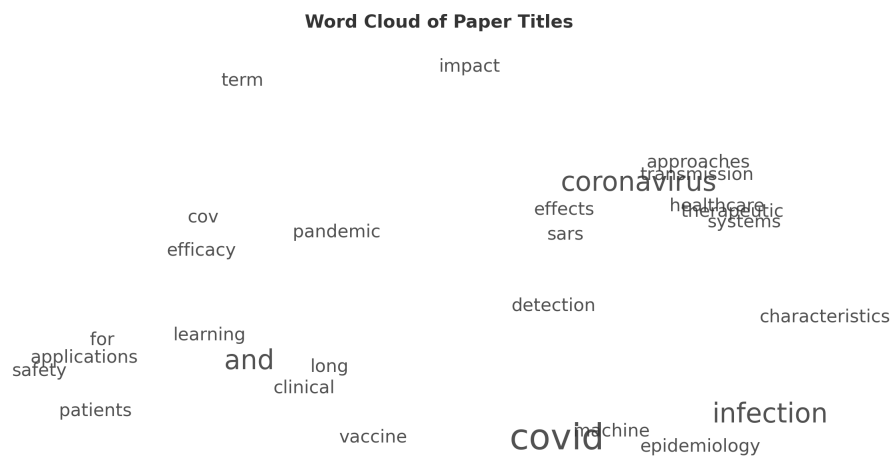 Word Cloud of Paper Titles
impact
term
approaches
transmission
coronavirus
healthcare
effects
therapeutic
cov
systems
pandemic
sars
efficacy
detection
characteristics
learning
for
applications
and
long
safety
clinical
patients
infection
machine
vaccine
covid
epidemiology